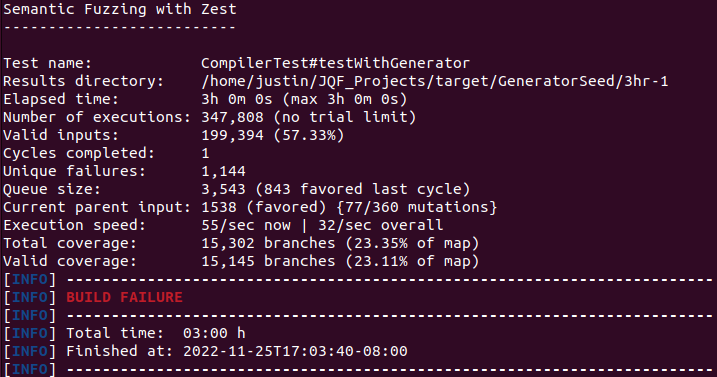 Semantic Fuzzing with Zest
--------------------------
Test name: CompilerTest#testWithGenerator
Results directory: /home/justin/JQF_Projects/target/GeneratorSeed/3hr-1
Elapsed time: 3h 0m 0s (max 3h 0m 0s)
Number of executions: 347,808 (no trial limit)
Valid inputs: 199,394 (57.33%)
Cycles completed: 1
Unique failures: 1,144
Queue size: 3,543 (843 favored last cycle)
Current parent input: 1538 (favored) {77/360 mutations}
Execution speed: 55/sec now | 32/sec overall
Total coverage: 15,302 branches (23.35% of map)
Valid coverage: 15,145 branches (23.11% of map)
[INFO] ------------------------------------------------------------------------
[INFO] BUILD FAILURE
[INFO] ------------------------------------------------------------------------
[INFO] Total time: 03:00 h
[INFO] Finished at: 2022-11-25T17:03:40-08:00
[INFO] ------------------------------------------------------------------------